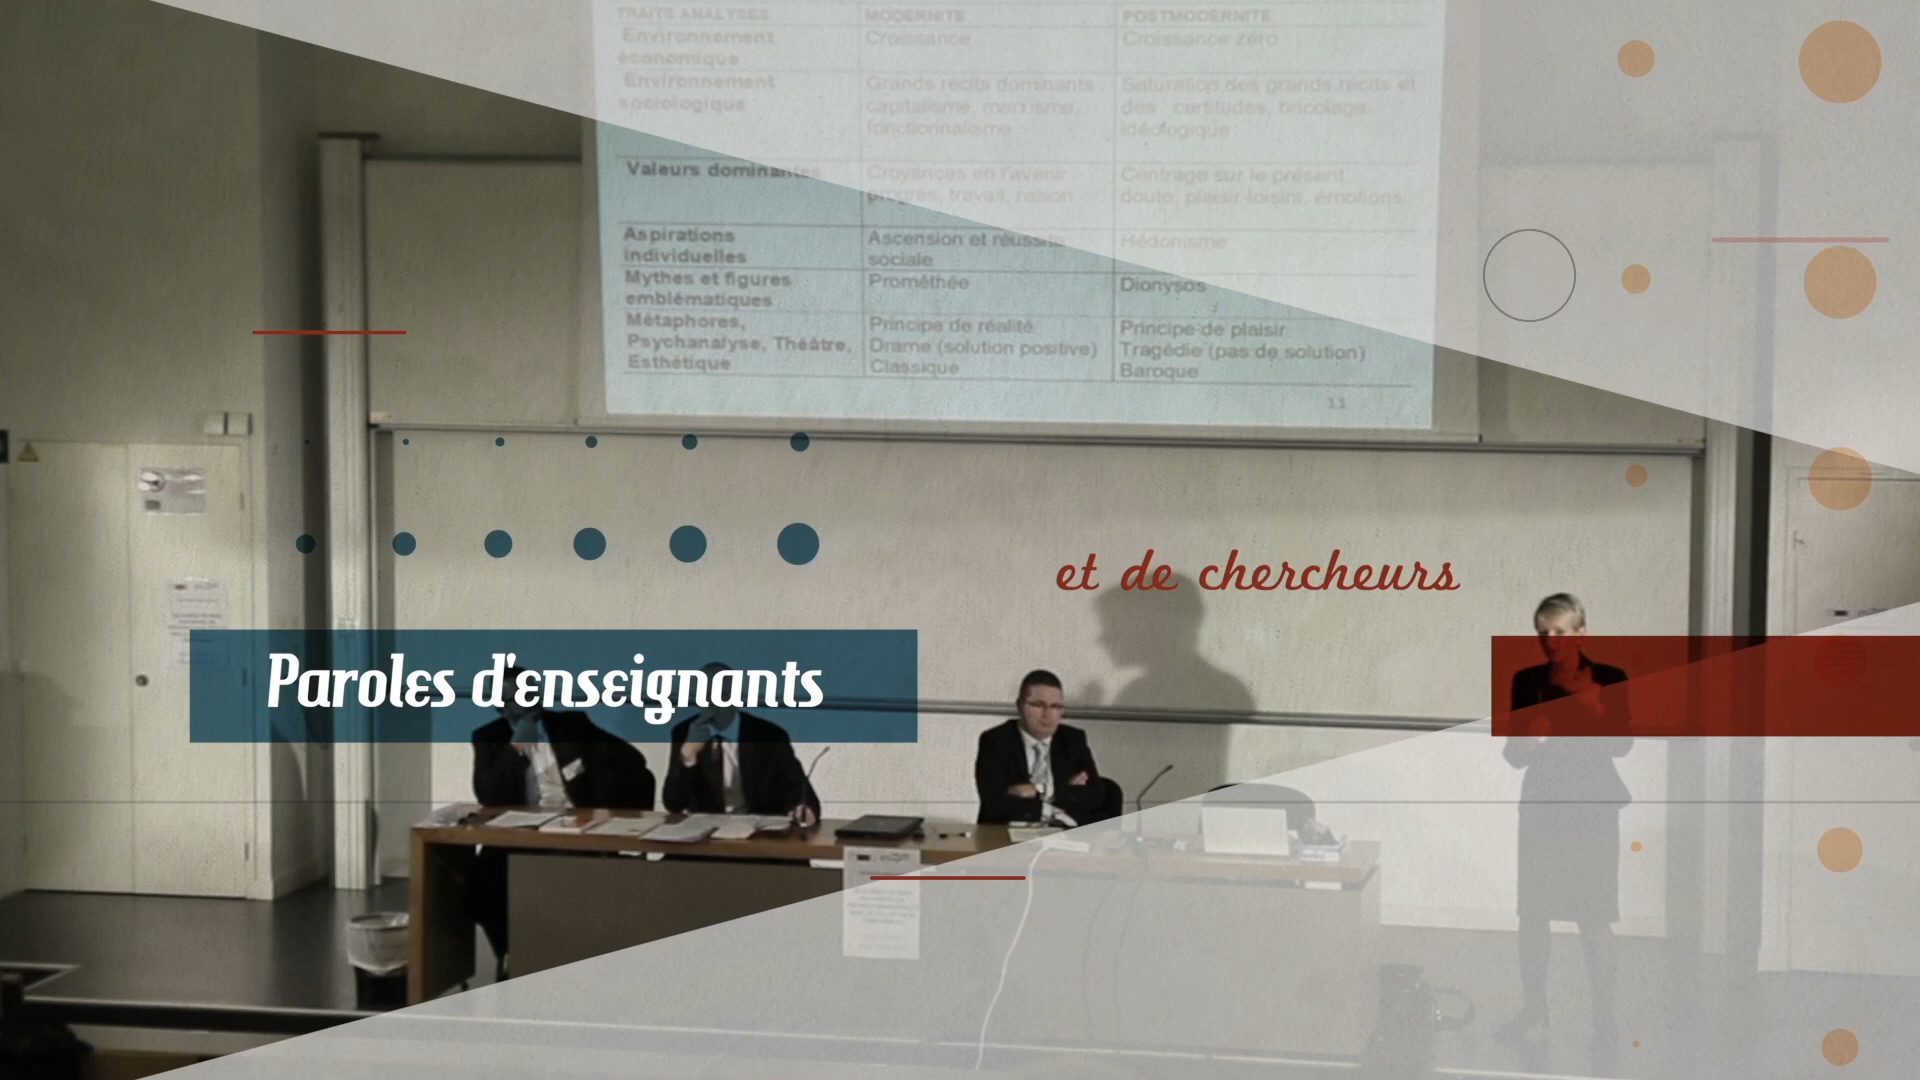 TRAITS ANALYSES MODERNITE POSTMODERNITE
Environnement économique Croissance Croissance zéro
Environnement sociologique
Grands récits dominants : capitalisme, marxisme, fonctionnalisme
Saturation des grands récits et des certitudes, bricolage idéologique
Valeurs dominantes
Croyances en l'avenir : progrès, travail, raison
Centrage sur le présent : doute, plaisir-loisirs, émotions
Aspirations individuelles
Ascension et réussite sociale
Hédonisme
Mythes et figures emblématiques
Prométhée
Dionysos
Métaphores, Psychanalyse, Théâtre, Esthétique
Principe de réalité
Drame (solution positive)
Classique
Principe de plaisir
Tragédie (pas de solution)
Baroque
11
et de chercheurs
Paroles d'enseignants